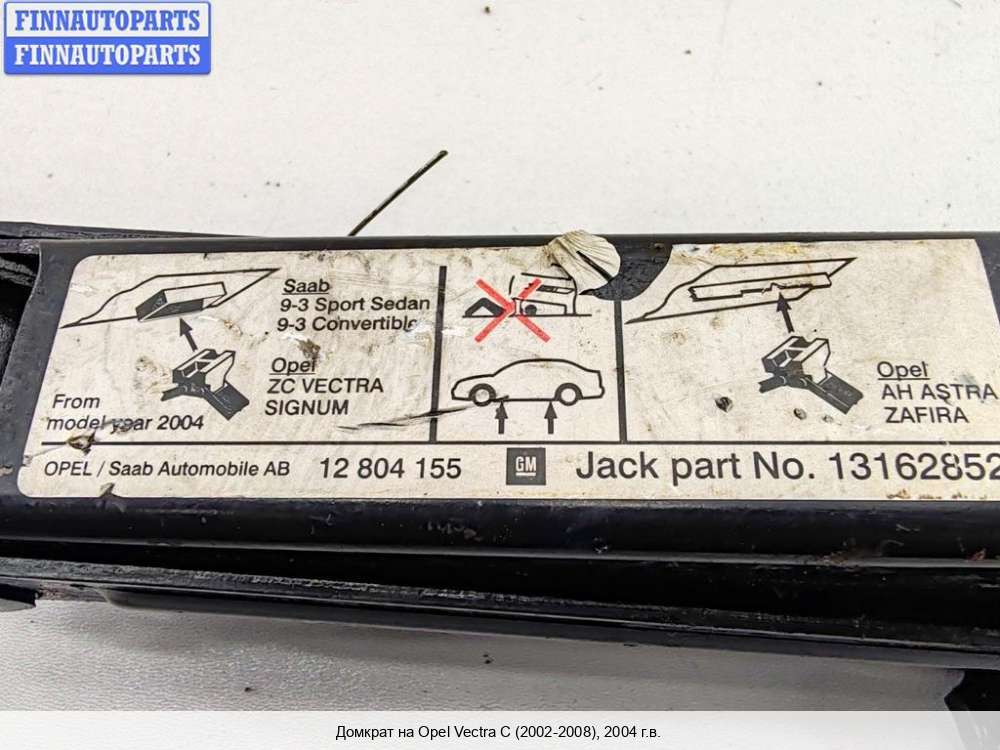 FINNAUTOPARTS
FINNAUTOPARTS
Saab
9-3 Sport Sedan
9-3 Convertible
Opel
ZC VECTRA
SIGNUM
From
model year 2004
Opel
AH ASTRA
ZAFIRA
OPEL / Saab Automobile AB 12 804 155 GM Jack part No. 13162852
Домкрат на Opel Vectra C (2002-2008), 2004 г.в.